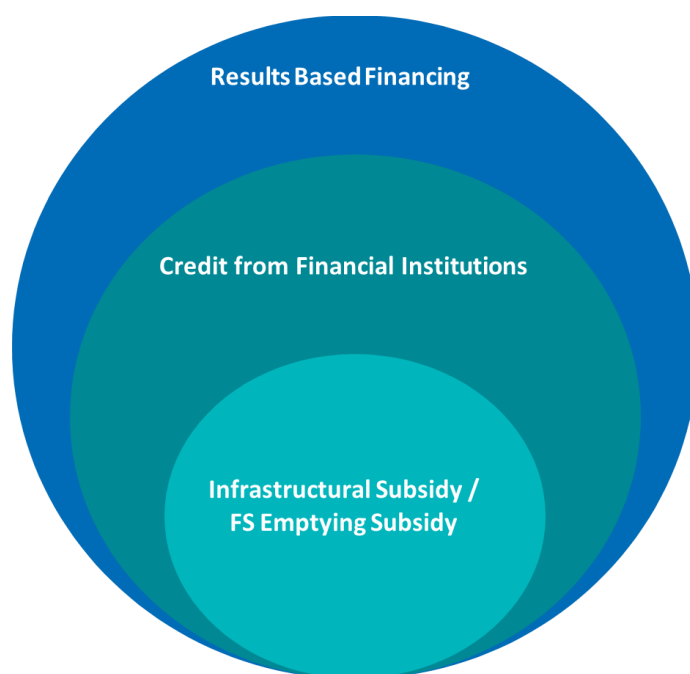 Results Based Financing
Credit from Financial Institutions
Infrastructural Subsidy /
FS Emptying Subsidy